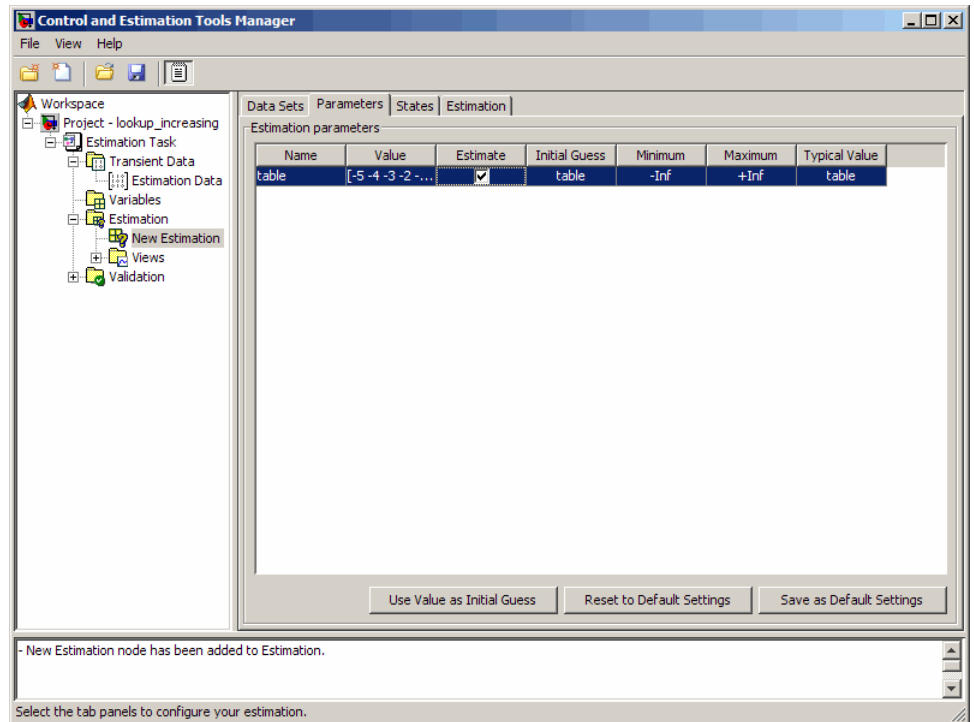 Control and Estimation Tools Manager
File View Help
Workspace
Project - lookup_increasing
Estimation Task
Transient Data
Estimation Data
Variables
Estimation
New Estimation
Views
Validation
Data Sets Parameters States Estimation
Estimation parameters
Name Value Estimate Initial Guess Minimum Maximum Typical Value
table [-5 -4 -3 -2 -... table -Inf +Inf table
Use Value as Initial Guess Reset to Default Settings Save as Default Settings
- New Estimation node has been added to Estimation.
Select the tab panels to configure your estimation.